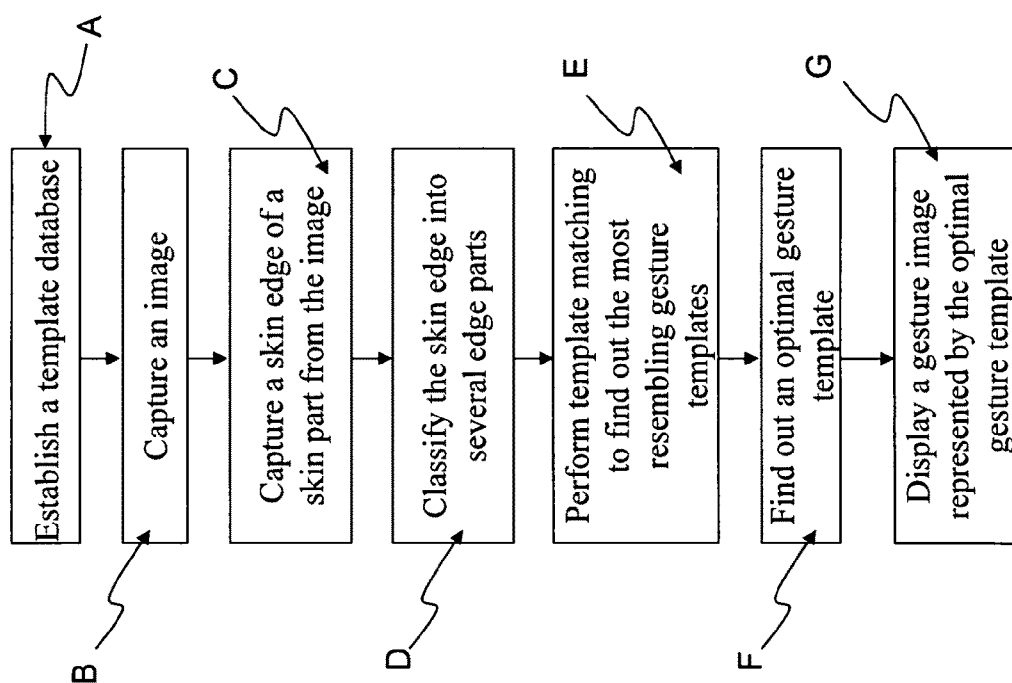 A
Establish a template database
B
Capture an image
C
Capture a skin edge of a
skin part from the image
D
Classify the skin edge into
several edge parts
E
Perform template matching
to find out the most
resembling gesture
templates
F
Find out an optimal gesture
template
G
Display a gesture image
represented by the optimal
gesture template